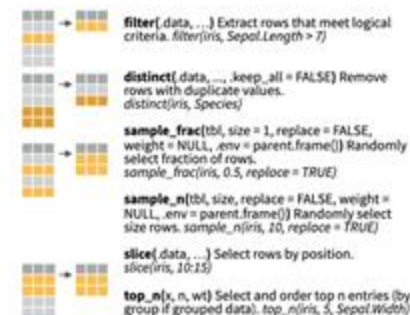 filter(.data, …) Extract rows that meet logical
criteria. filter(iris, Sepal.Length > 7)
distinct(.data, ..., .keep_all = FALSE) Remove
rows with duplicate values.
distinct(iris, Species)
sample_frac(tbl, size = 1, replace = FALSE,
weight = NULL, .env = parent.frame()) Randomly
select fraction of rows.
sample_frac(iris, 0.5, replace = TRUE)
sample_n(tbl, size, replace = FALSE, weight =
NULL, .env = parent.frame()) Randomly select
size rows. sample_n(iris, 10, replace = TRUE)
slice(.data, …) Select rows by position.
slice(iris, 10:15)
top_n(x, n, wt) Select and order top n entries (by
group if grouped data). top_n(iris, 5, Sepal.Width)